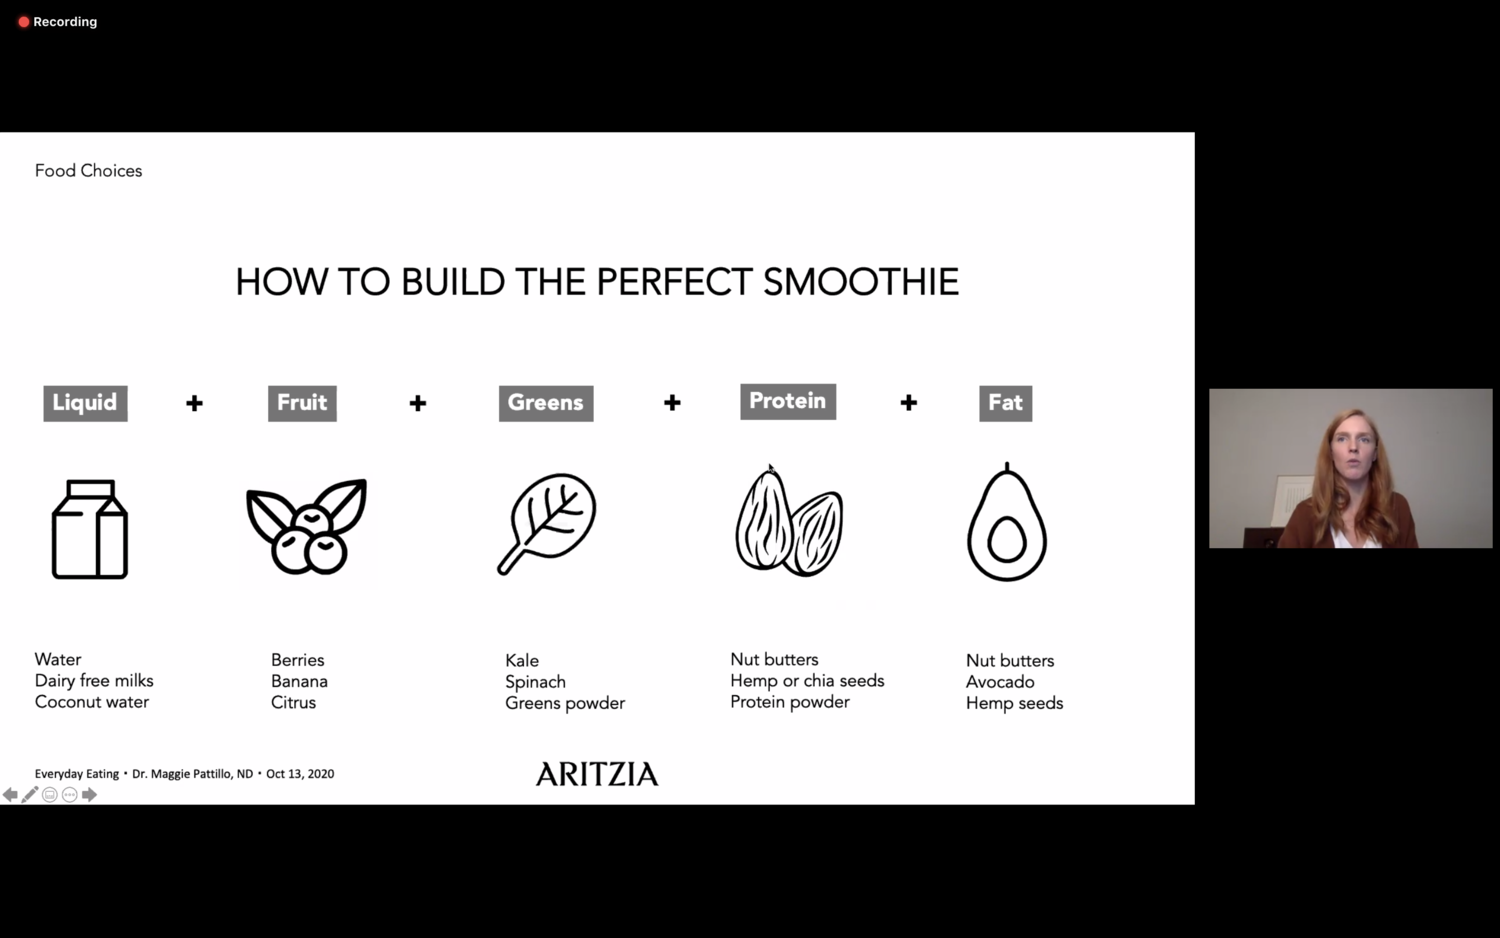 Recording
Food Choices
HOW TO BUILD THE PERFECT SMOOTHIE
Liquid + Fruit + Greens + Protein + Fat
Water
Dairy free milks
Coconut water
Berries
Banana
Citrus
Kale
Spinach
Greens powder
Nut butters
Hemp or chia seeds
Protein powder
Nut butters
Avocado
Hemp seeds
Everyday Eating • Dr. Maggie Pattillo, ND • Oct 13, 2020
ARITZIA